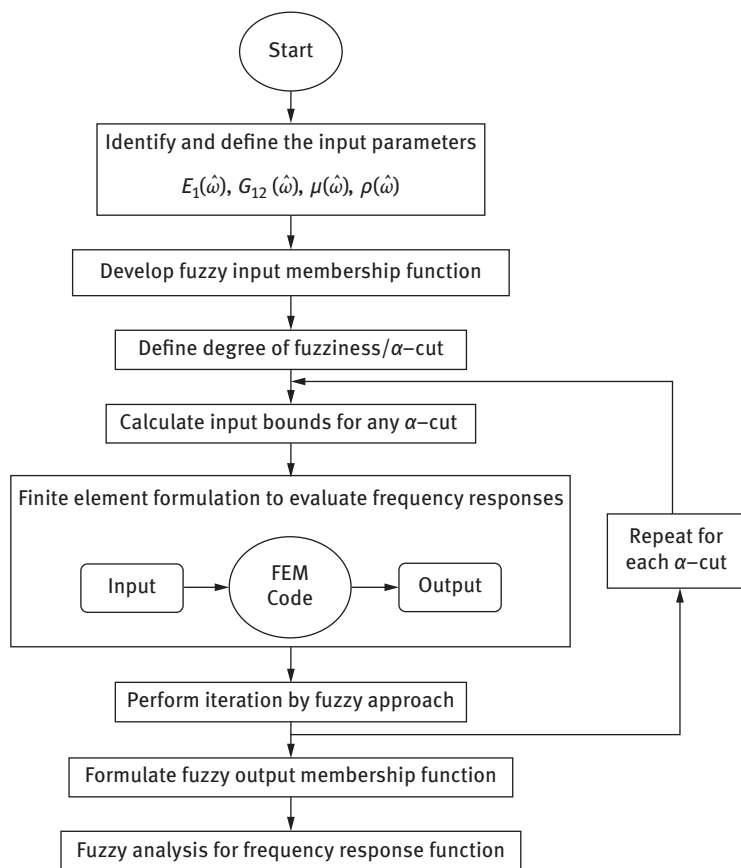 Start
Identify and define the input parameters
E₁(ω̂), G₁₂ (ω̂), μ(ω̂), ρ(ω̂)
Develop fuzzy input membership function
Define degree of fuzziness/α–cut
Calculate input bounds for any α–cut
Finite element formulation to evaluate frequency responses
Input
FEM
Code
Output
Repeat for
each α–cut
Perform iteration by fuzzy approach
Formulate fuzzy output membership function
Fuzzy analysis for frequency response function